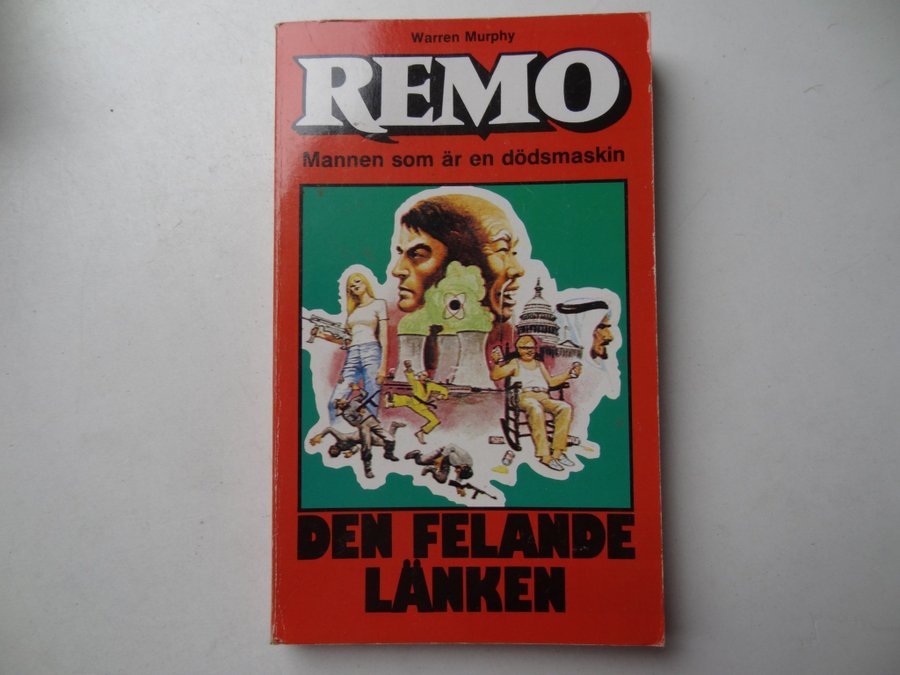 Warren Murphy
REMO
Mannen som är en dödsmaskin
DEN FELANDE
LÄNKEN